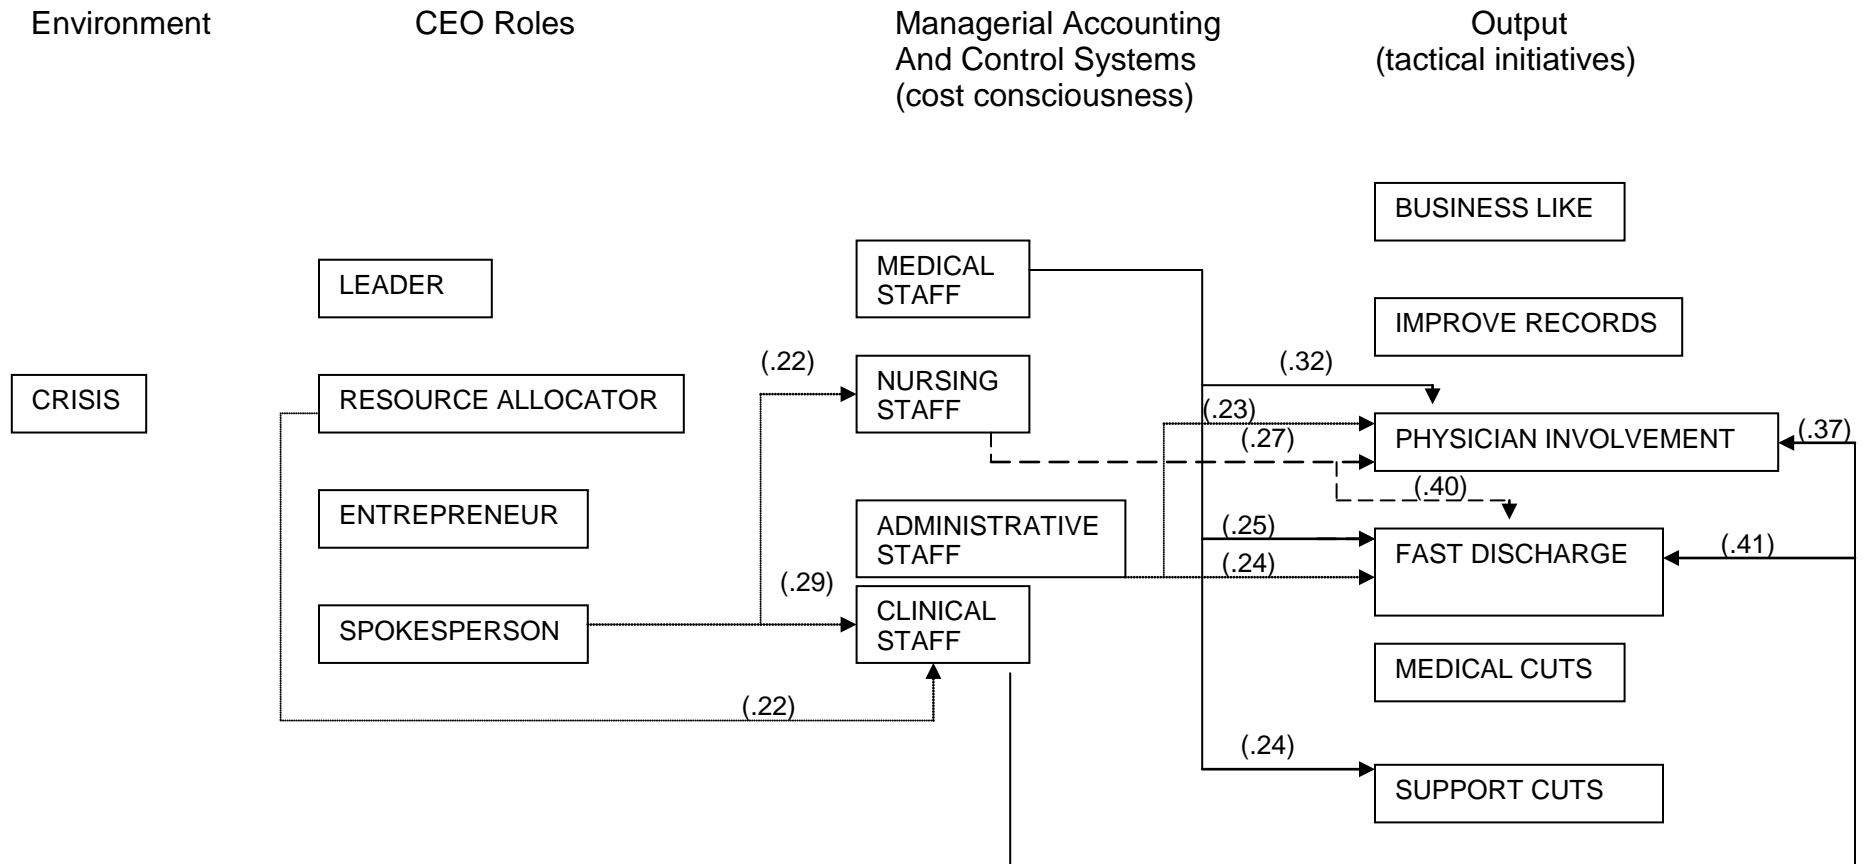 Environment
CEO Roles
Managerial Accounting
And Control Systems
(cost consciousness)
Output
(tactical initiatives)
BUSINESS LIKE
LEADER
MEDICAL
STAFF
IMPROVE RECORDS
CRISIS
RESOURCE ALLOCATOR
(.22)
NURSING
STAFF
(.32)
(.23)
(.27)
PHYSICIAN INVOLVEMENT
(.37)
(.40)
ENTREPRENEUR
ADMINISTRATIVE
STAFF
(.25)
(.24)
FAST DISCHARGE
(.41)
SPOKESPERSON
(.29)
CLINICAL
STAFF
MEDICAL CUTS
(.22)
(.24)
SUPPORT CUTS